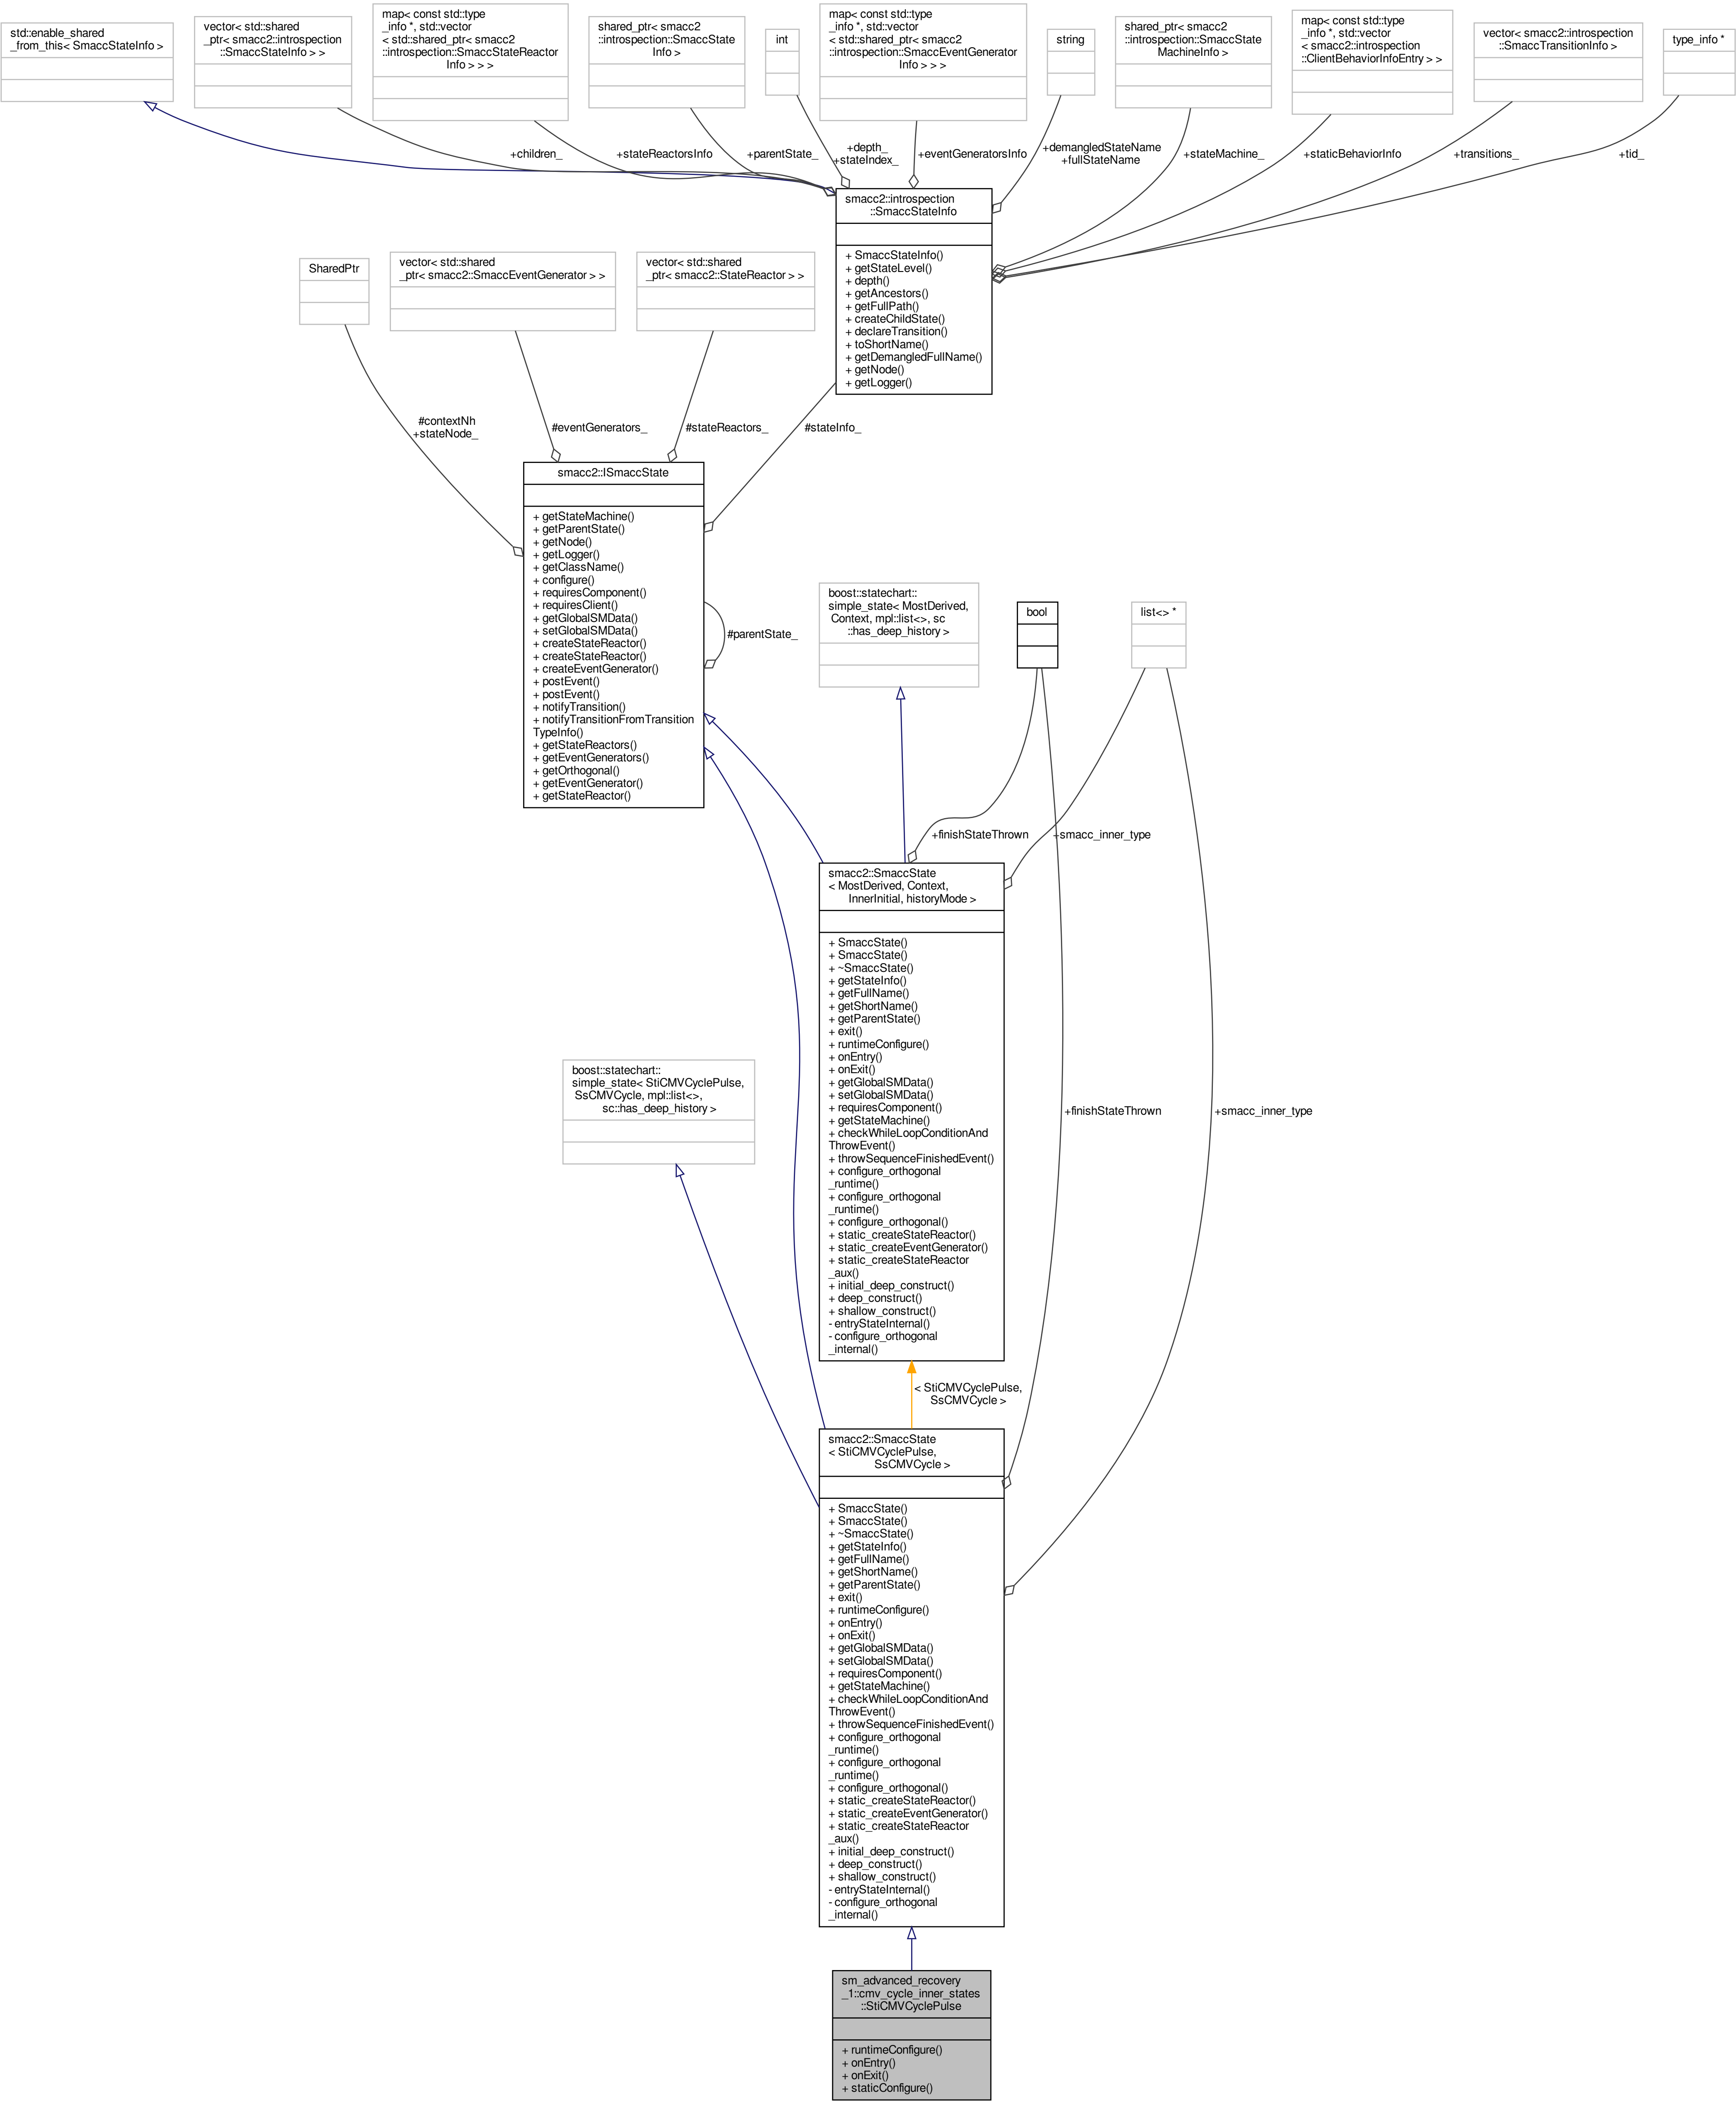 std::enable_shared
_from_this< SmaccStateInfo >
vector< std::shared
_ptr< smacc2::introspection
::SmaccStateInfo > >
map< const std::type
_info *, std::vector
< std::shared_ptr< smacc2
::introspection::SmaccStateReactor
Info > > >
shared_ptr< smacc2
::introspection::SmaccState
Info >
int
map< const std::type
_info *, std::vector
< std::shared_ptr< smacc2
::introspection::SmaccEventGenerator
Info > > >
string
shared_ptr< smacc2
::introspection::SmaccState
MachineInfo >
map< const std::type
_info *, std::vector
< smacc2::introspection
::ClientBehaviorInfoEntry > >
vector< smacc2::introspection
::SmaccTransitionInfo >
type_info *
+children_
+stateReactorsInfo
+parentState_
+depth_
+stateIndex_
+eventGeneratorsInfo
+demangledStateName
+fullStateName
+stateMachine_
+staticBehaviorInfo
+transitions_
+tid_
smacc2::introspection
::SmaccStateInfo
+ SmaccStateInfo()
+ getStateLevel()
+ depth()
+ getAncestors()
+ getFullPath()
+ createChildState()
+ declareTransition()
+ toShortName()
+ getDemangledFullName()
+ getNode()
+ getLogger()
SharedPtr
vector< std::shared
_ptr< smacc2::SmaccEventGenerator > >
vector< std::shared
_ptr< smacc2::StateReactor > >
#contextNh
+stateNode_
#eventGenerators_
#stateReactors_
#stateInfo_
smacc2::ISmaccState
+ getStateMachine()
+ getParentState()
+ getNode()
+ getLogger()
+ getClassName()
+ configure()
+ requiresComponent()
+ requiresClient()
+ getGlobalSMData()
+ setGlobalSMData()
+ createStateReactor()
+ createStateReactor()
+ createEventGenerator()
+ postEvent()
+ postEvent()
+ notifyTransition()
+ notifyTransitionFromTransition
TypeInfo()
+ getStateReactors()
+ getEventGenerators()
+ getOrthogonal()
+ getEventGenerator()
+ getStateReactor()
#parentState_
boost::statechart::
simple_state< MostDerived,
Context, mpl::list<>, sc
::has_deep_history >
bool
list<> *
+finishStateThrown
+smacc_inner_type
smacc2::SmaccState
< MostDerived, Context,
InnerInitial, historyMode >
+ SmaccState()
+ SmaccState()
+ ~SmaccState()
+ getStateInfo()
+ getFullName()
+ getShortName()
+ getParentState()
+ exit()
+ runtimeConfigure()
+ onEntry()
+ onExit()
+ getGlobalSMData()
+ setGlobalSMData()
+ requiresComponent()
+ getStateMachine()
+ checkWhileLoopConditionAnd
ThrowEvent()
+ throwSequenceFinishedEvent()
+ configure_orthogonal
_runtime()
+ configure_orthogonal
_runtime()
+ configure_orthogonal()
+ static_createStateReactor()
+ static_createEventGenerator()
+ static_createStateReactor
_aux()
+ initial_deep_construct()
+ deep_construct()
+ shallow_construct()
- entryStateInternal()
- configure_orthogonal
_internal()
boost::statechart::
simple_state< StiCMVCyclePulse,
SsCMVCycle, mpl::list<>,
sc::has_deep_history >
+finishStateThrown
+smacc_inner_type
< StiCMVCyclePulse,
SsCMVCycle >
smacc2::SmaccState
< StiCMVCyclePulse,
SsCMVCycle >
+ SmaccState()
+ SmaccState()
+ ~SmaccState()
+ getStateInfo()
+ getFullName()
+ getShortName()
+ getParentState()
+ exit()
+ runtimeConfigure()
+ onEntry()
+ onExit()
+ getGlobalSMData()
+ setGlobalSMData()
+ requiresComponent()
+ getStateMachine()
+ checkWhileLoopConditionAnd
ThrowEvent()
+ throwSequenceFinishedEvent()
+ configure_orthogonal
_runtime()
+ configure_orthogonal
_runtime()
+ configure_orthogonal()
+ static_createStateReactor()
+ static_createEventGenerator()
+ static_createStateReactor
_aux()
+ initial_deep_construct()
+ deep_construct()
+ shallow_construct()
- entryStateInternal()
- configure_orthogonal
_internal()
sm_advanced_recovery
_1::cmv_cycle_inner_states
::StiCMVCyclePulse
+ runtimeConfigure()
+ onEntry()
+ onExit()
+ staticConfigure()